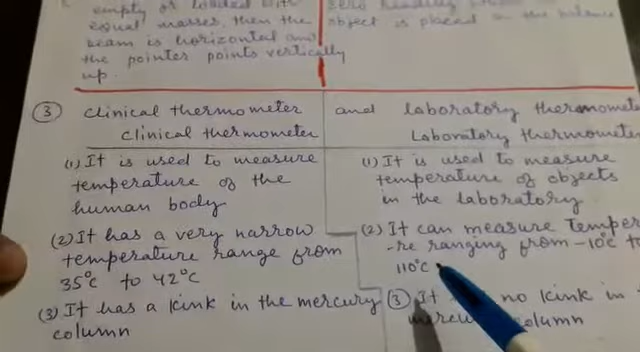 empty or loaded with
equal masses, then the
beam is horizontal and
the pointer points vertically
up.
zero reading
object is placed on the balance
(3) Clinical thermometer and laboratory thermomete
Clinical thermometer
(1) It is used to measure
temperature of the
human body
(2) It has a very narrow
temperature range from
35°C to 42°C
(3) It has a kink in the mercury
column
Laboratory thermometer
(1) It is used to measure
temperature of objects
in the laboratory
(2) It can measure temper-
-re ranging from -10°C to
110°C
(3) It no kink in
column